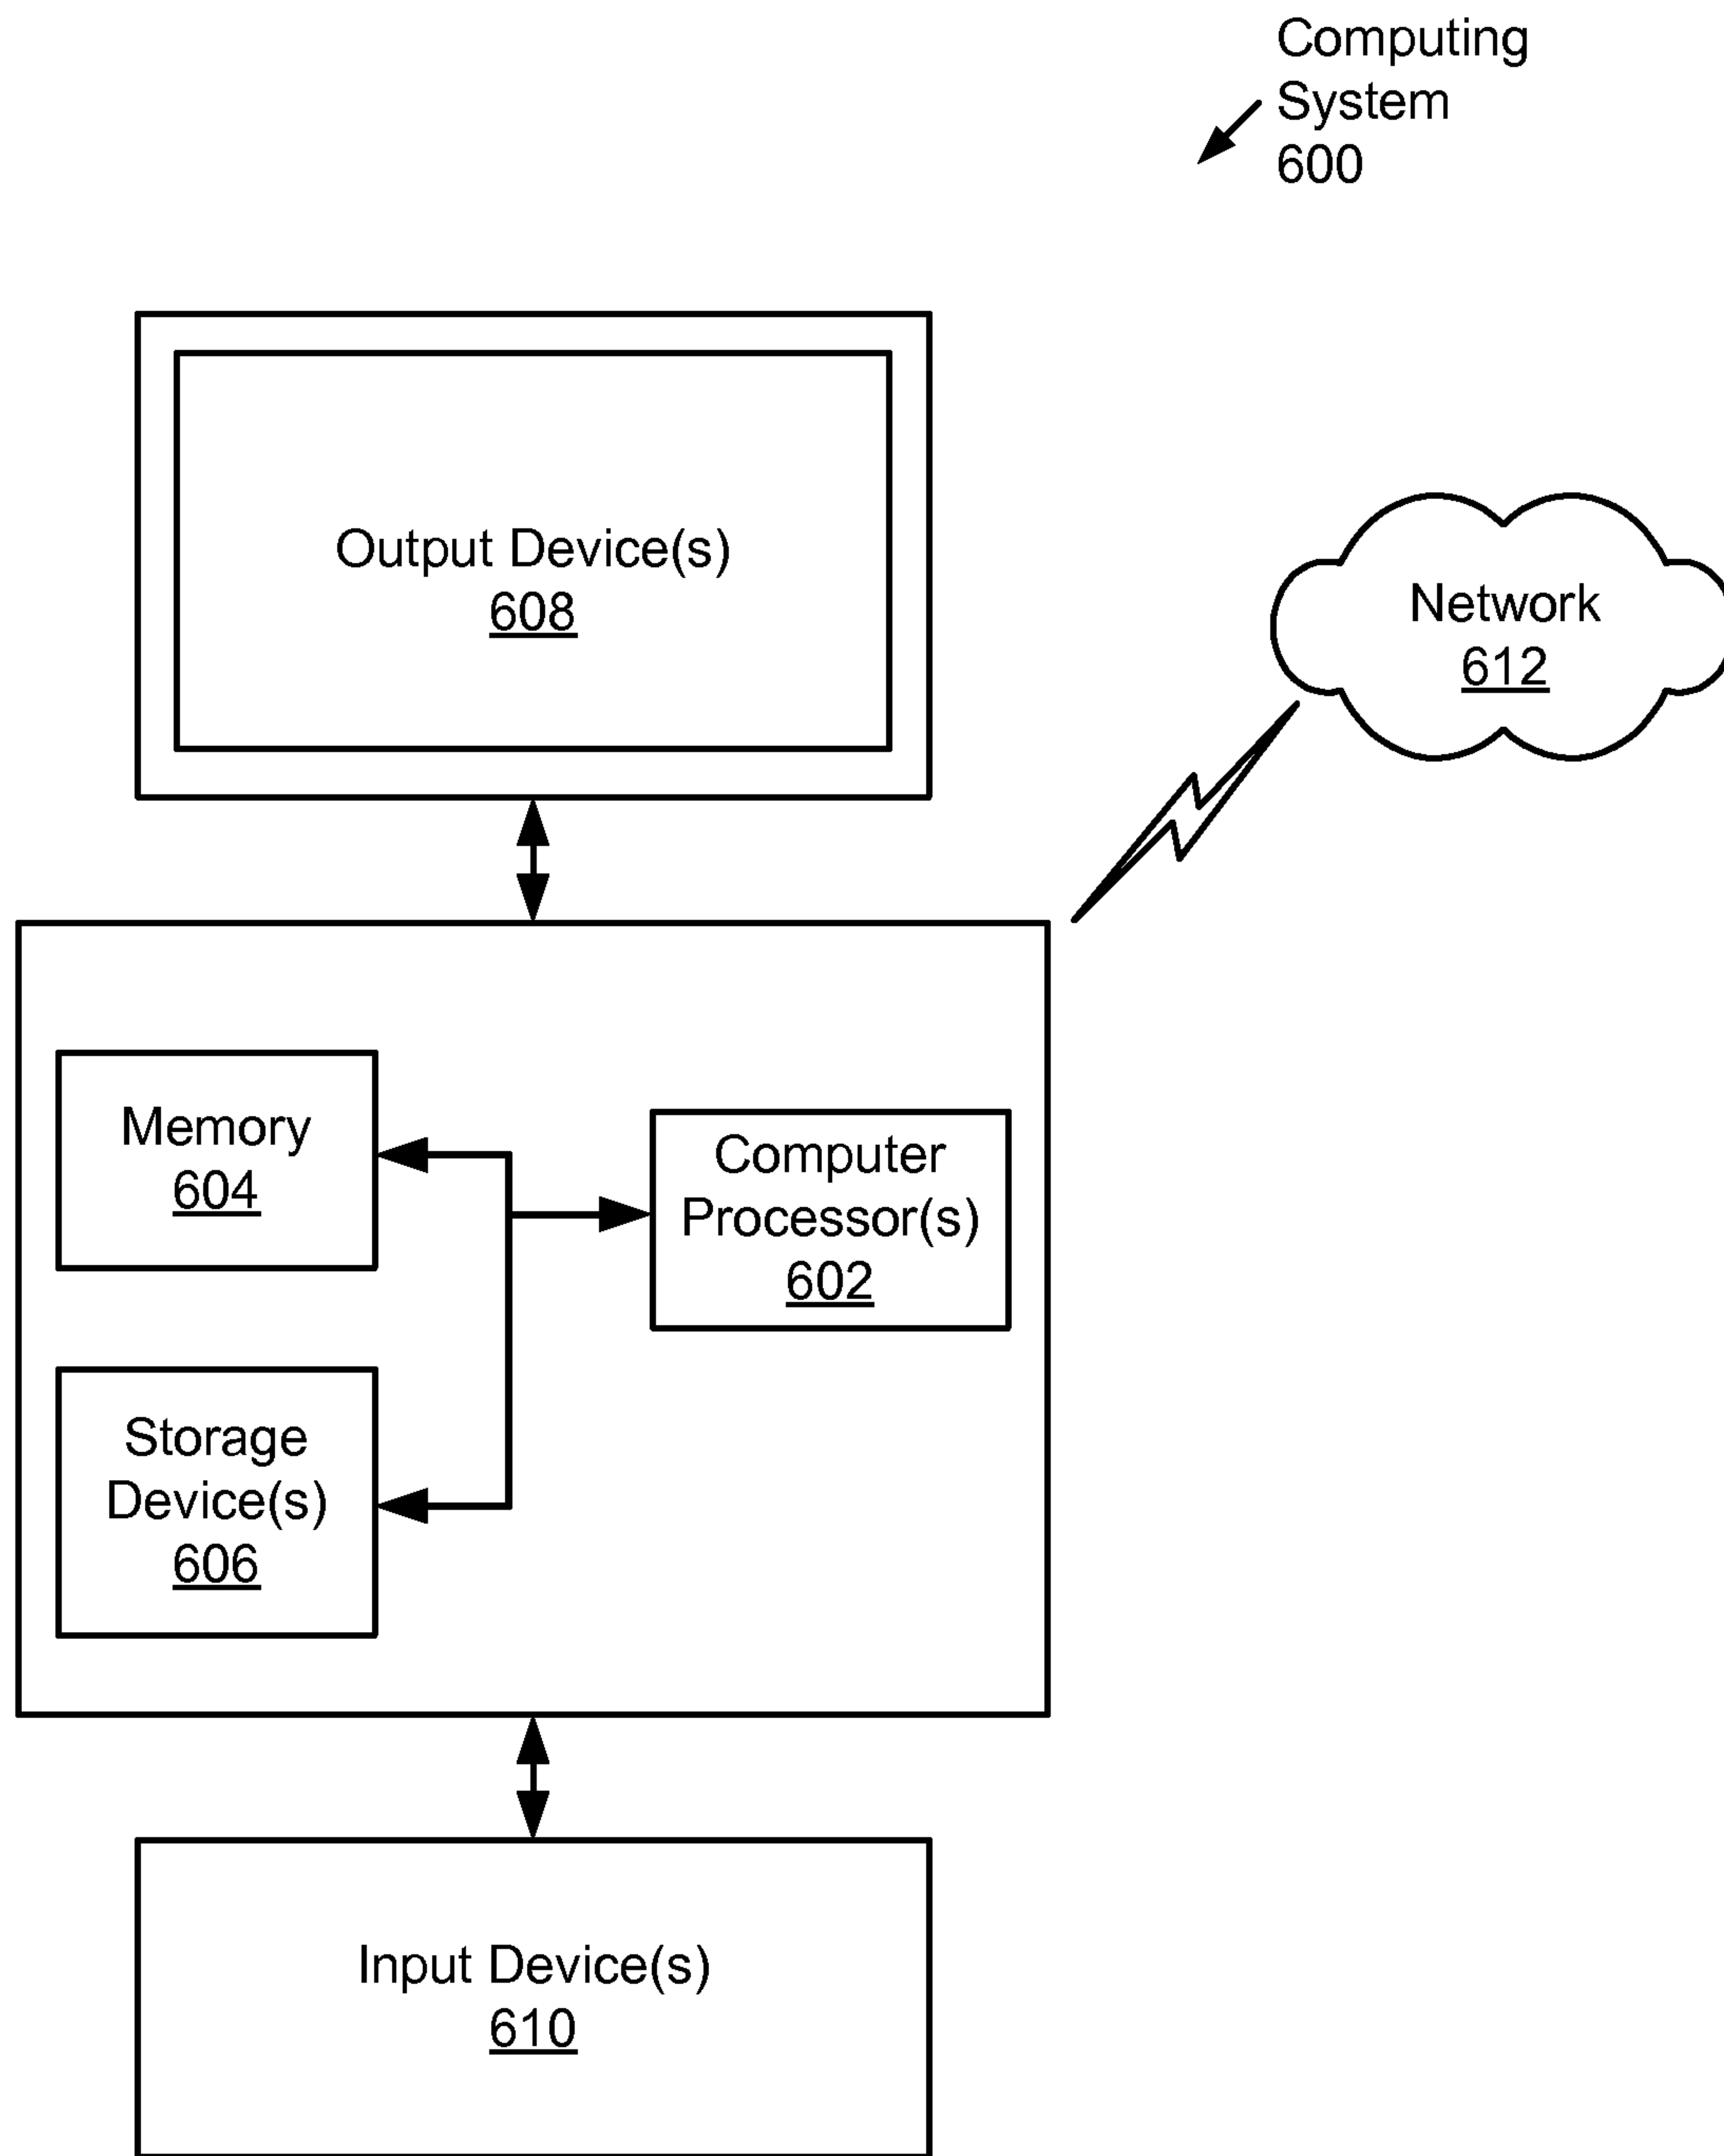 Computing
System
600
Output Device(s)
608
Network
612
Memory
604
Computer
Processor(s)
602
Storage
Device(s)
606
Input Device(s)
610